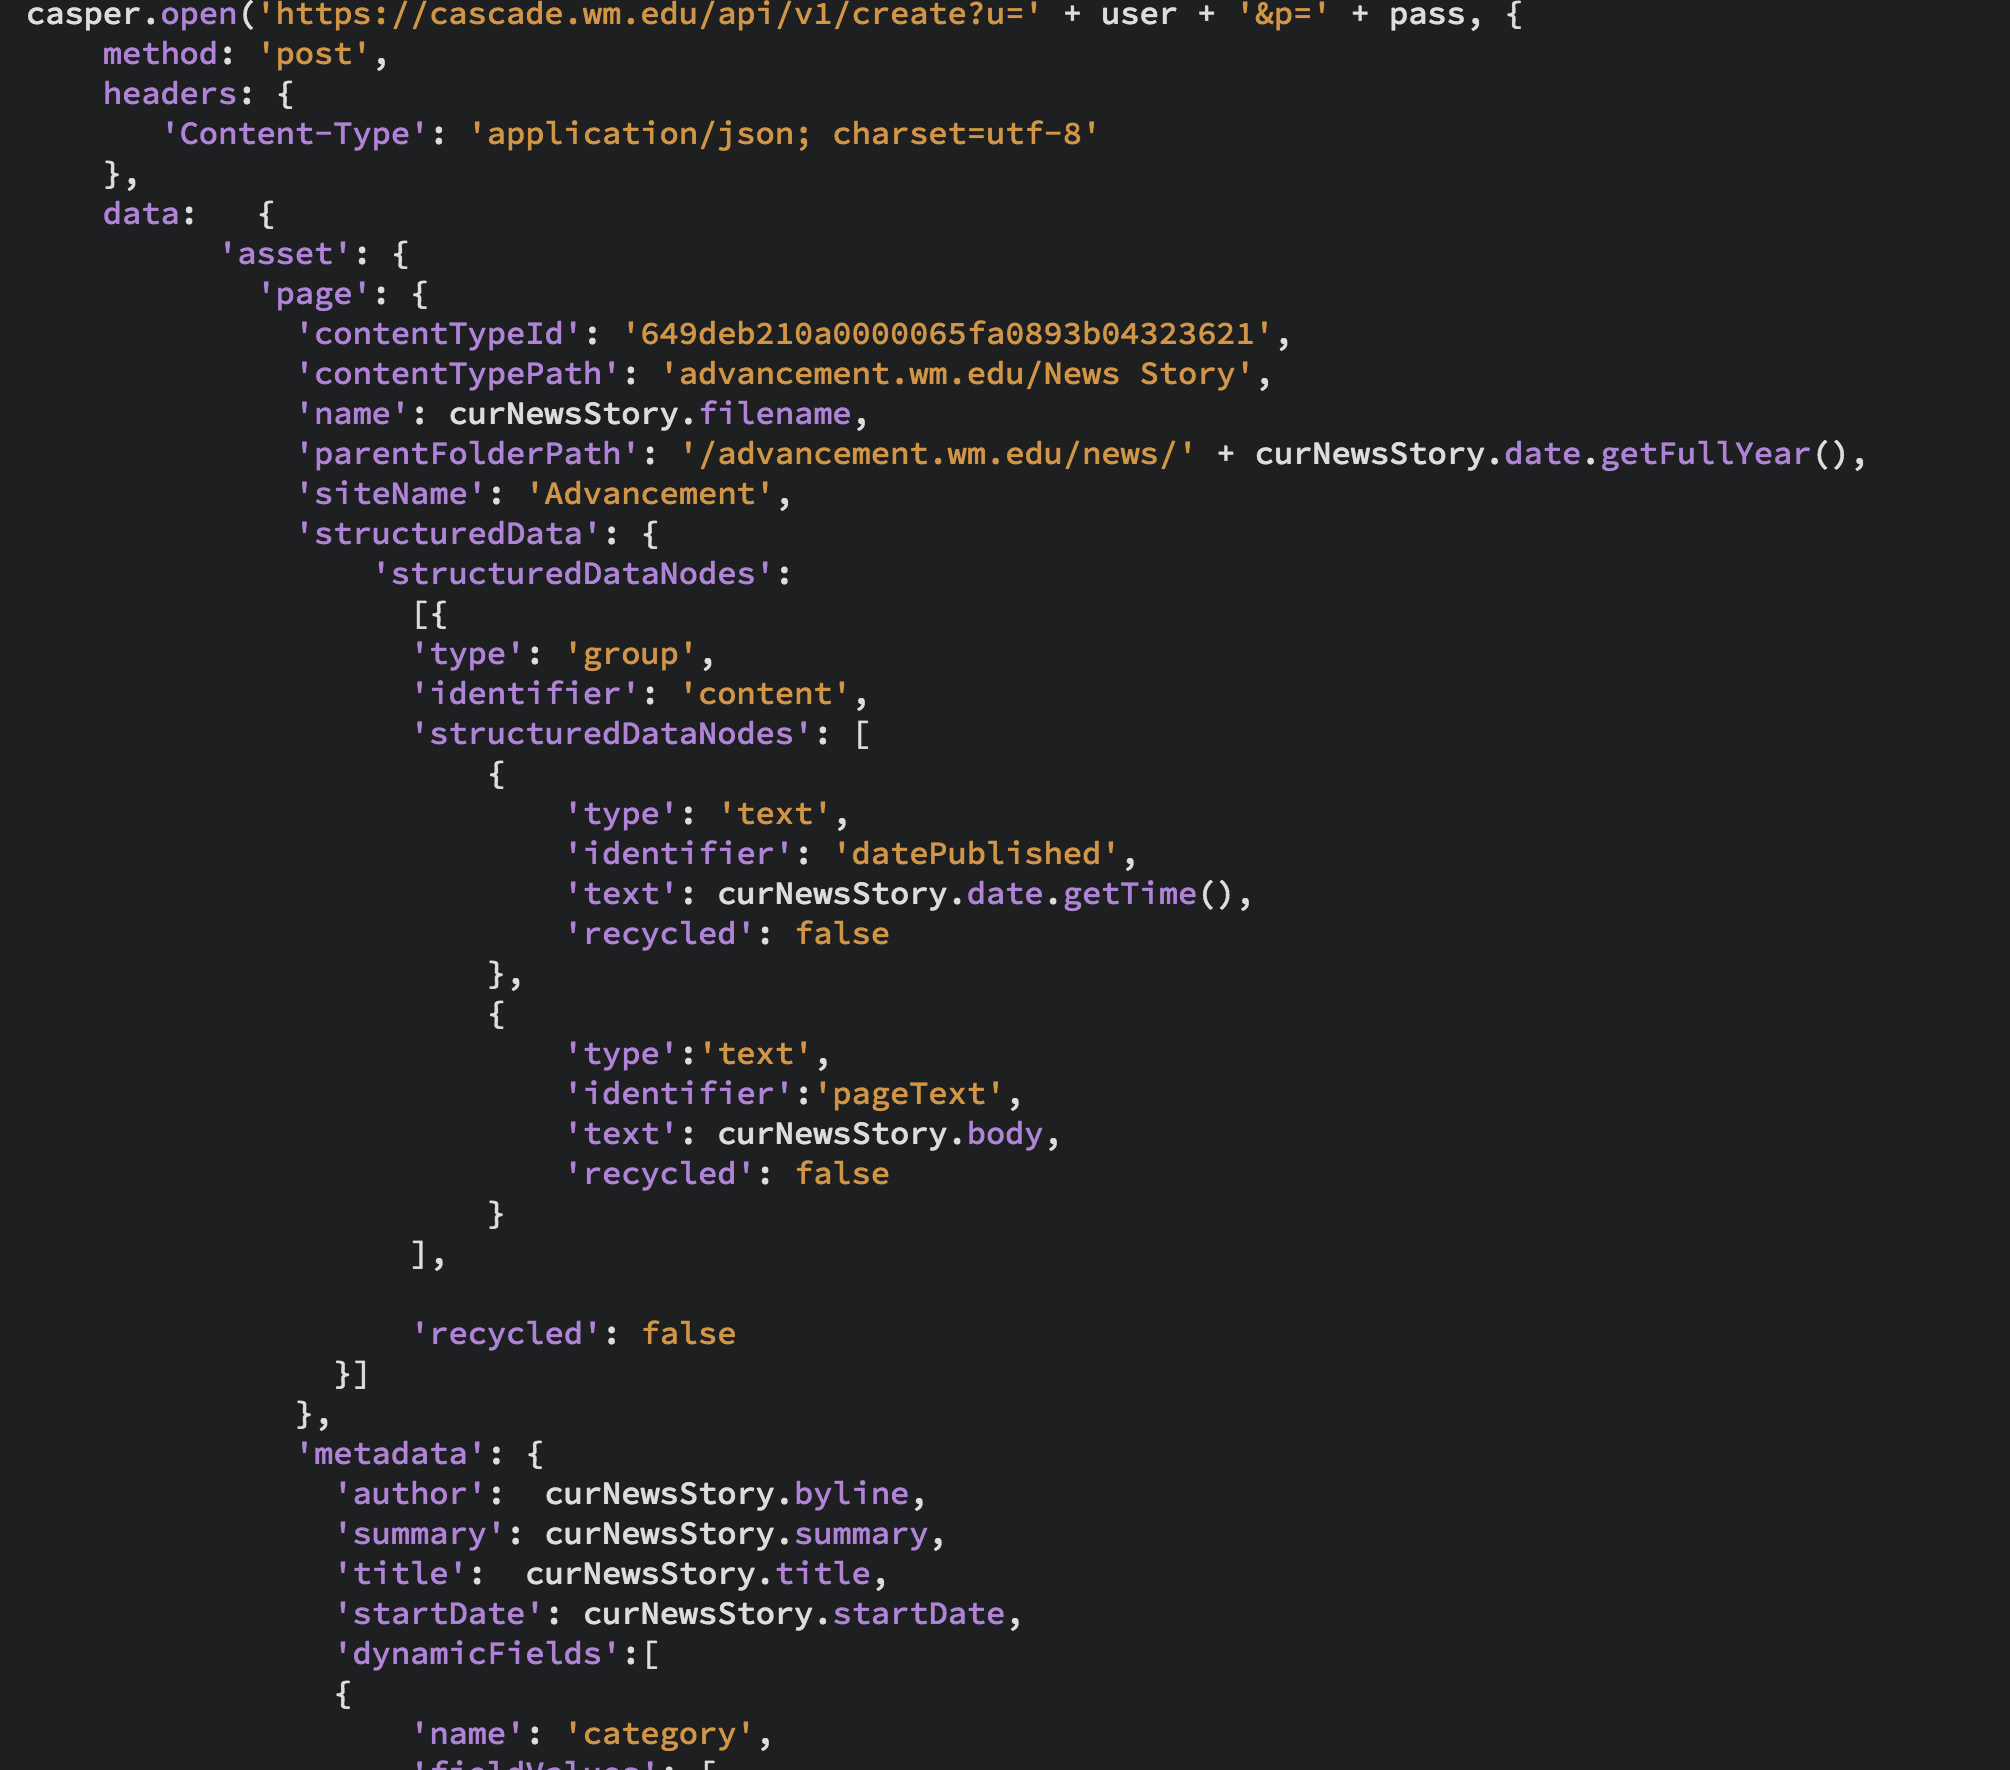 casper.open('https://cascade.wm.edu/api/v1/create?u=' + user + '&p=' + pass, {
    method: 'post',
    headers: {
       'Content-Type': 'application/json; charset=utf-8'
    },
    data:   {
          'asset': {
            'page': {
              'contentTypeId': '649deb210a0000065fa0893b04323621',
              'contentTypePath': 'advancement.wm.edu/News Story',
              'name': curNewsStory.filename,
              'parentFolderPath': '/advancement.wm.edu/news/' + curNewsStory.date.getFullYear(),
              'siteName': 'Advancement',
              'structuredData': {
                  'structuredDataNodes':
                    [{
                    'type': 'group',
                    'identifier': 'content',
                    'structuredDataNodes': [
                        {
                            'type': 'text',
                            'identifier': 'datePublished',
                            'text': curNewsStory.date.getTime(),
                            'recycled': false
                        },
                        {
                            'type':'text',
                            'identifier':'pageText',
                            'text': curNewsStory.body,
                            'recycled': false
                        }
                    ],

                    'recycled': false
                }]
              },
              'metadata': {
                'author':  curNewsStory.byline,
                'summary': curNewsStory.summary,
                'title':  curNewsStory.title,
                'startDate': curNewsStory.startDate,
                'dynamicFields':[
                {
                    'name': 'category',
                    'fieldValues': [